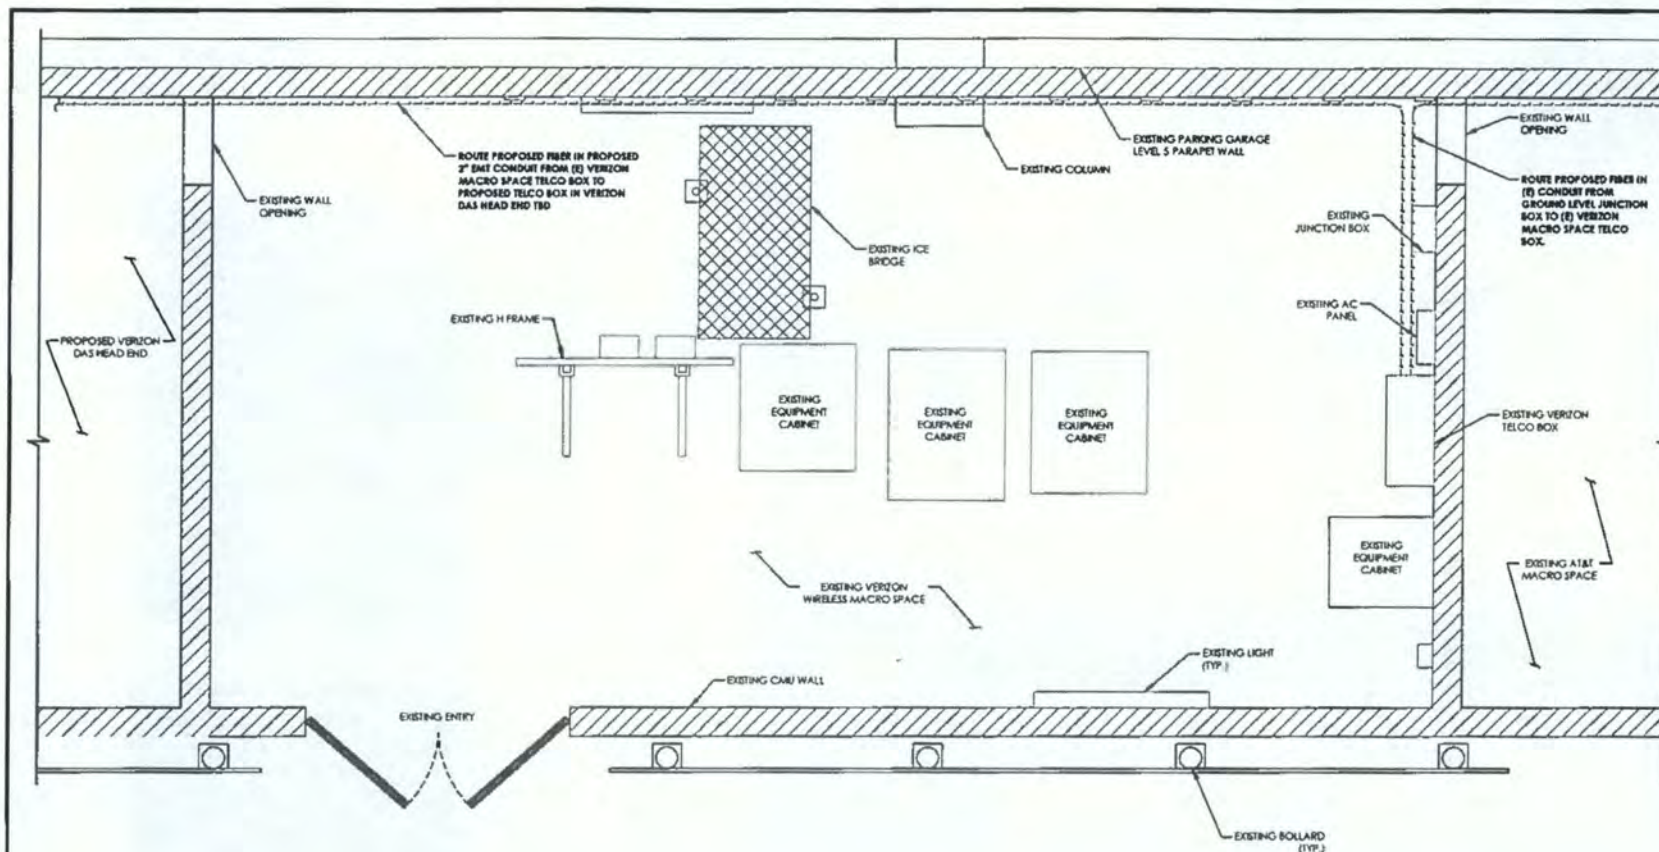 EXISTING WALL
OPENING
ROUTE PROPOSED FIBER IN PROPOSED
2" EMT CONDUIT FROM (E) VERIZON
MACRO SPACE TELCO BOX TO
PROPOSED TELCO BOX IN VERIZON
DAS HEAD END TBD
EXISTING COLUMN
EXISTING PARKING GARAGE
LEVEL 5 PARAPET WALL
EXISTING WALL
OPENING
ROUTE PROPOSED FIBER IN
(E) CONDUIT FROM
GROUND LEVEL JUNCTION
BOX TO (E) VERIZON
MACRO SPACE TELCO
BOX.
EXISTING
JUNCTION BOX
EXISTING ICE
BRIDGE
EXISTING AC
PANEL
EXISTING H FRAME
PROPOSED VERIZON
DAS HEAD END
EXISTING
EQUIPMENT
CABINET
EXISTING
EQUIPMENT
CABINET
EXISTING
EQUIPMENT
CABINET
EXISTING VERIZON
TELCO BOX
EXISTING
EQUIPMENT
CABINET
EXISTING AT&T
MACRO SPACE
EXISTING VERIZON
WIRELESS MACRO SPACE
EXISTING LIGHT
(TYP.)
EXISTING CMU WALL
EXISTING ENTRY
EXISTING BOLLARD
(TYP.)